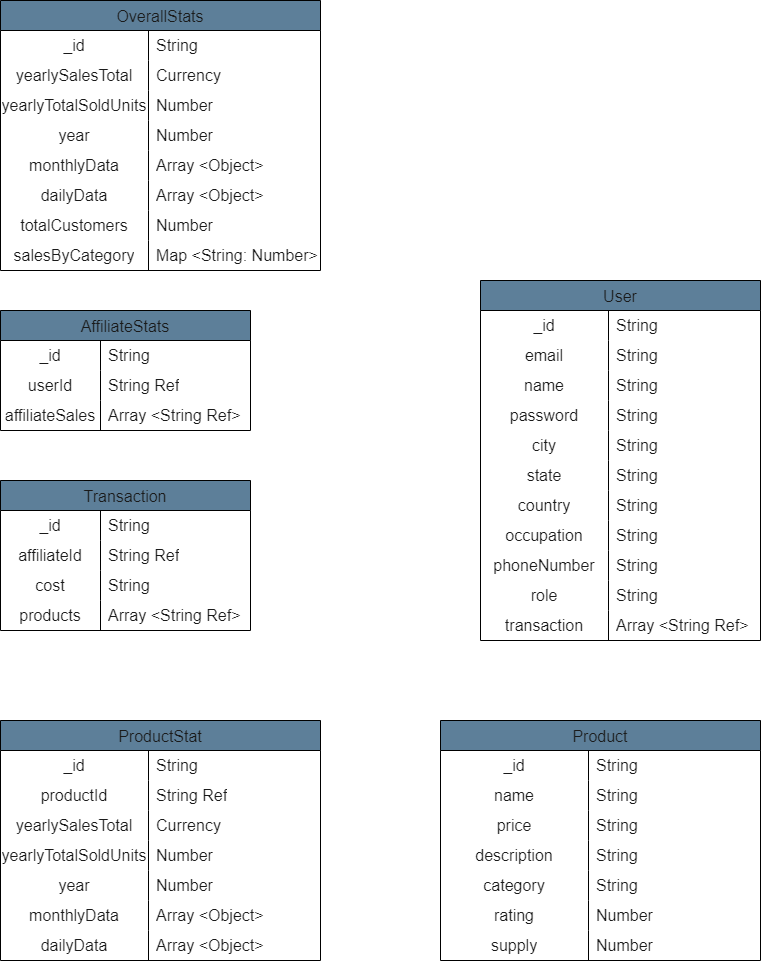 OverallStats
_id String
yearlySalesTotal Currency
yearlyTotalSoldUnits Number
year Number
monthlyData Array <Object>
dailyData Array <Object>
totalCustomers Number
salesByCategory Map <String: Number>
AffiliateStats
_id String
userId String Ref
affiliateSales Array <String Ref>
Transaction
_id String
affiliateId String Ref
cost String
products Array <String Ref>
User
_id String
email String
name String
password String
city String
state String
country String
occupation String
phoneNumber String
role String
transaction Array <String Ref>
ProductStat
_id String
productId String Ref
yearlySalesTotal Currency
yearlyTotalSoldUnits Number
year Number
monthlyData Array <Object>
dailyData Array <Object>
Product
_id String
name String
price String
description String
category String
rating Number
supply Number